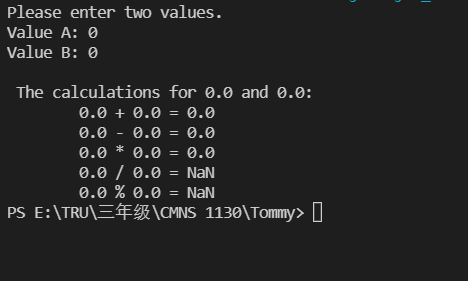 Please enter two values.
Value A: 0
Value B: 0
The calculations for 0.0 and 0.0:
0.0 + 0.0 = 0.0
0.0 - 0.0 = 0.0
0.0 * 0.0 = 0.0
0.0 / 0.0 = NaN
0.0 % 0.0 = NaN
PS E:\TRU\三年级\CMNS 1130\Tommy>